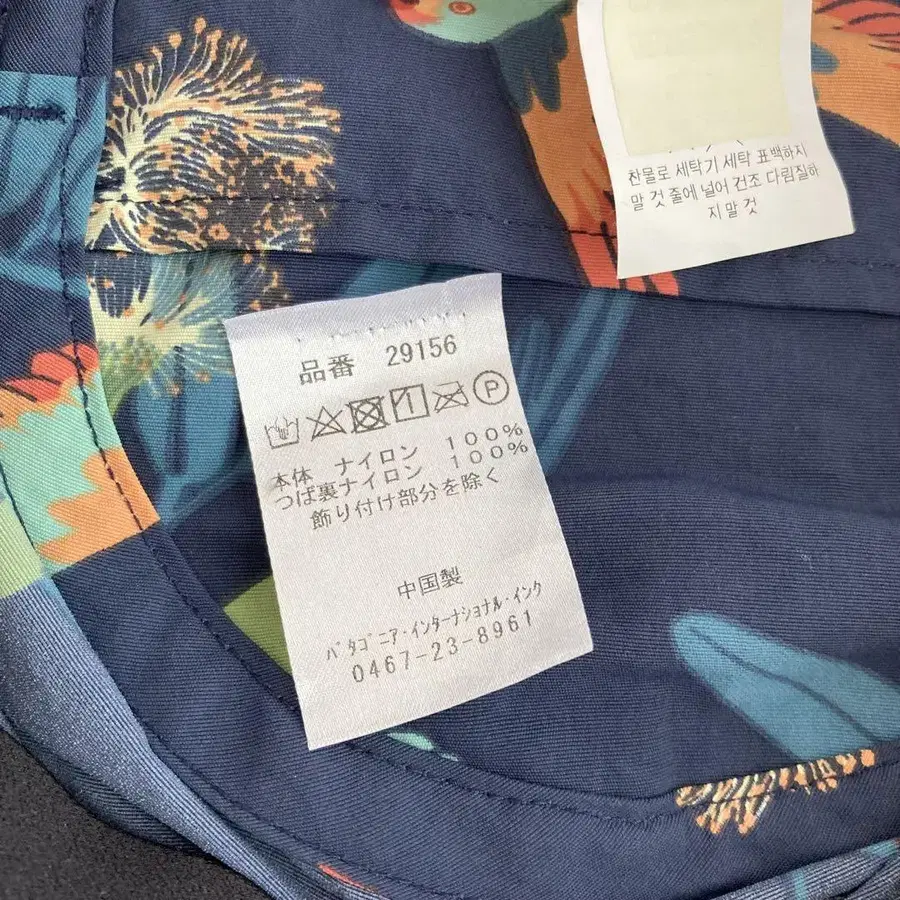 찬물로 세탁기 세탁 표백하지
말 것 줄에 널어 건조 다림질하
지 말 것
品番 29156
P
本体 ナイロン 100%
つば裏ナイロン 100%
飾り付け部分を除く
中国製
パタゴニア・インターナショナル・インク
0467-23-8961